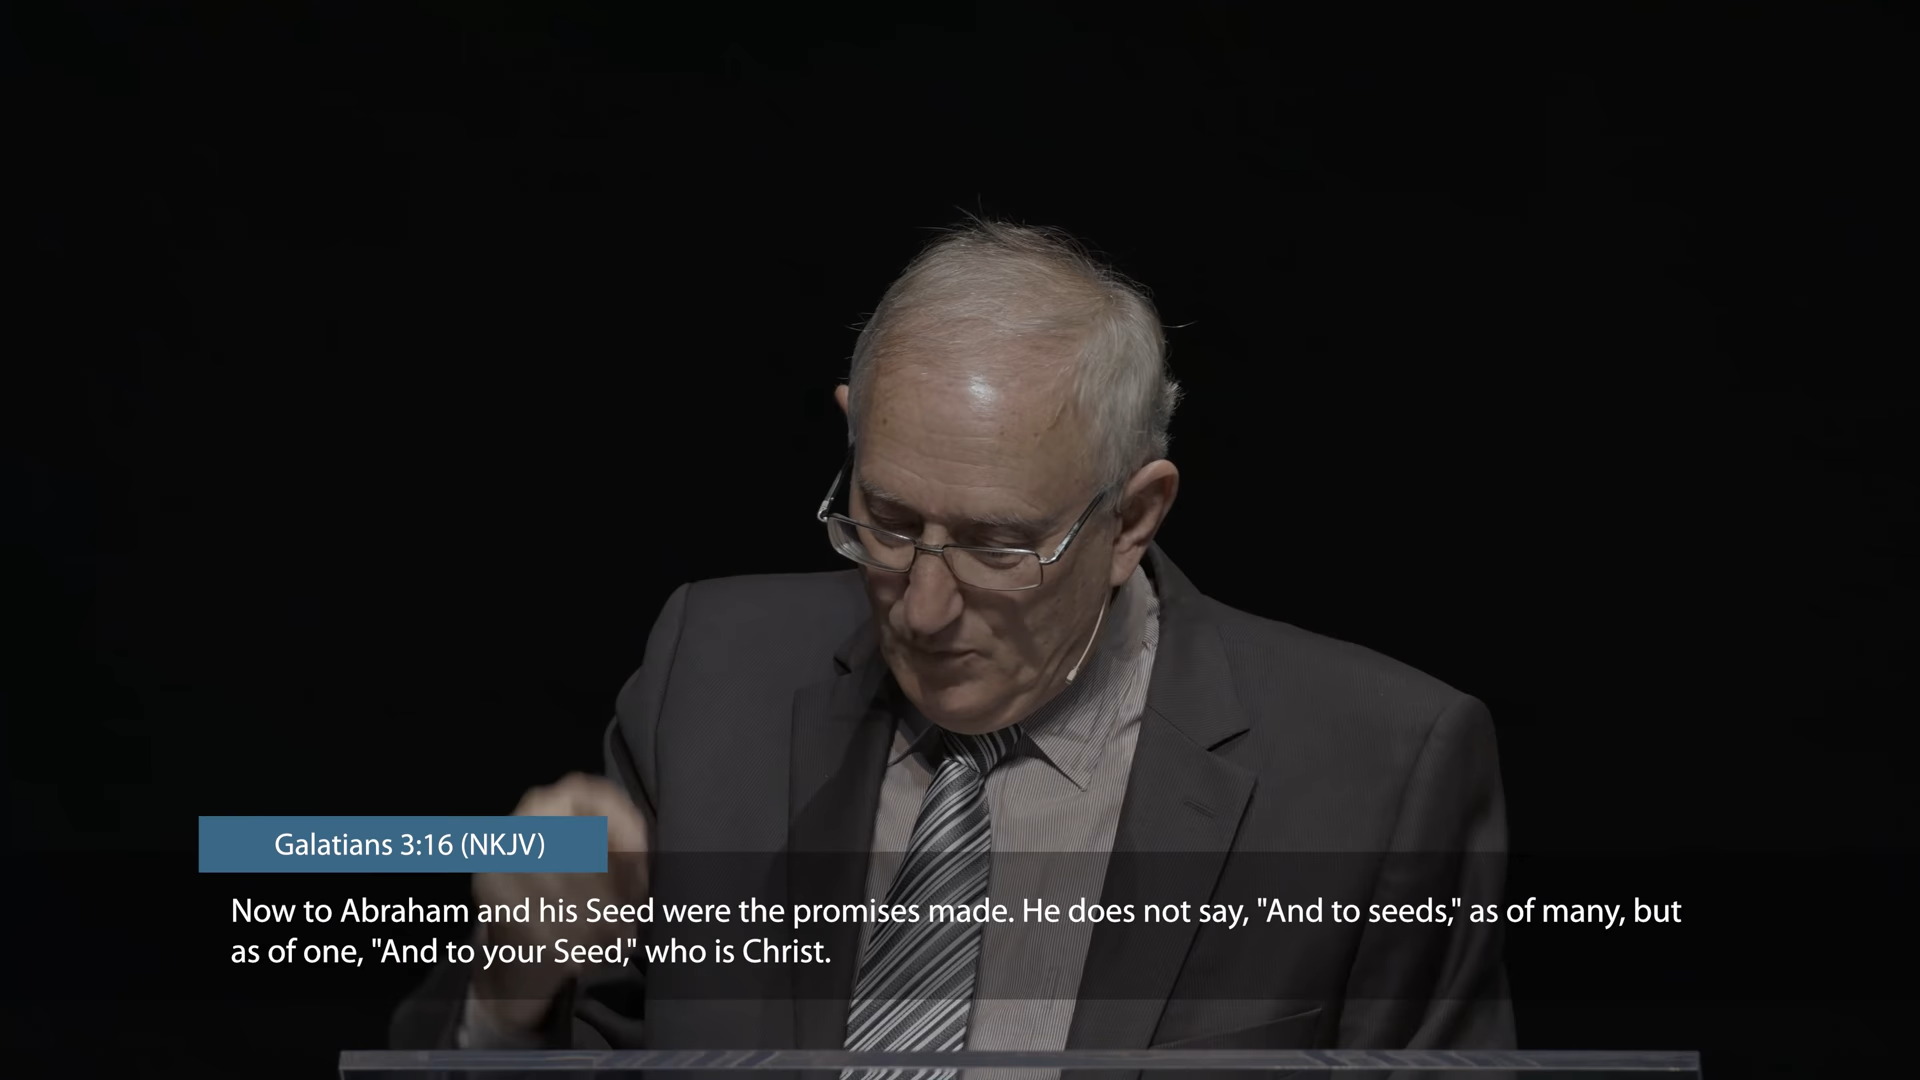 Galatians 3:16 (NKJV)
Now to Abraham and his Seed were the promises made. He does not say, "And to seeds," as of many, but
as of one, "And to your Seed," who is Christ.